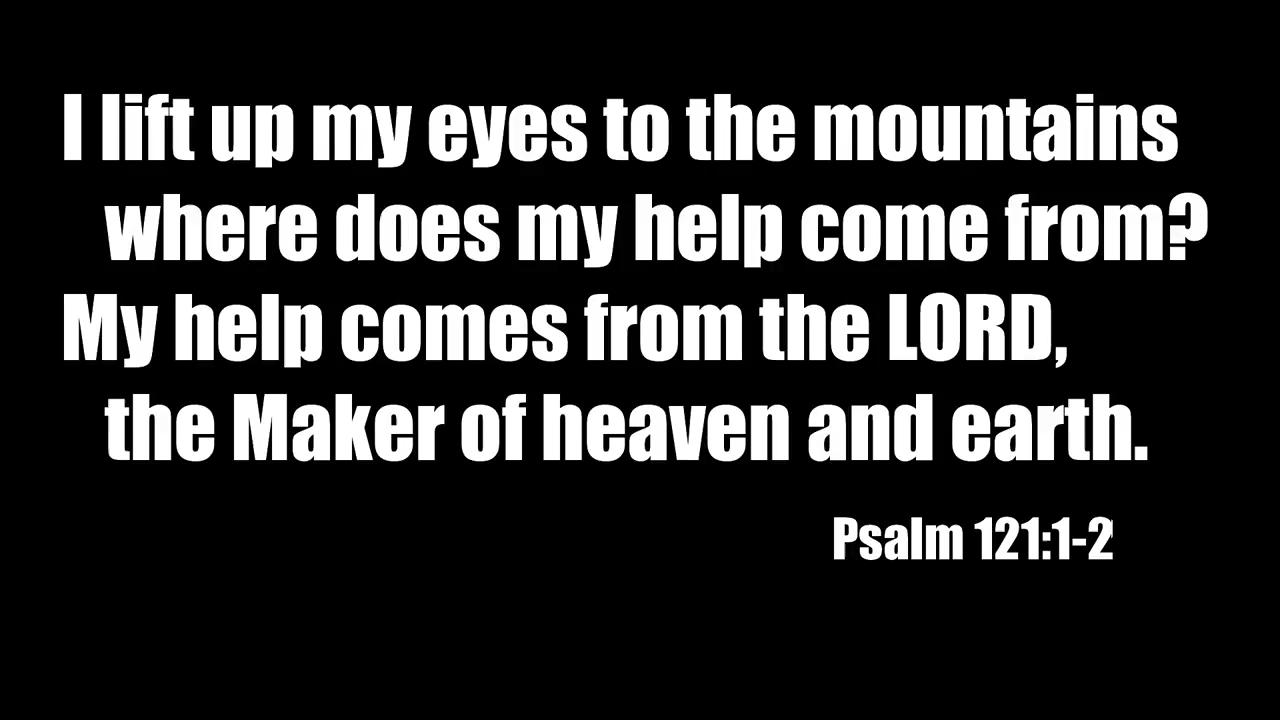 I lift up my eyes to the mountains
where does my help come from?
My help comes from the LORD,
the Maker of heaven and earth.
Psalm 121:1-2